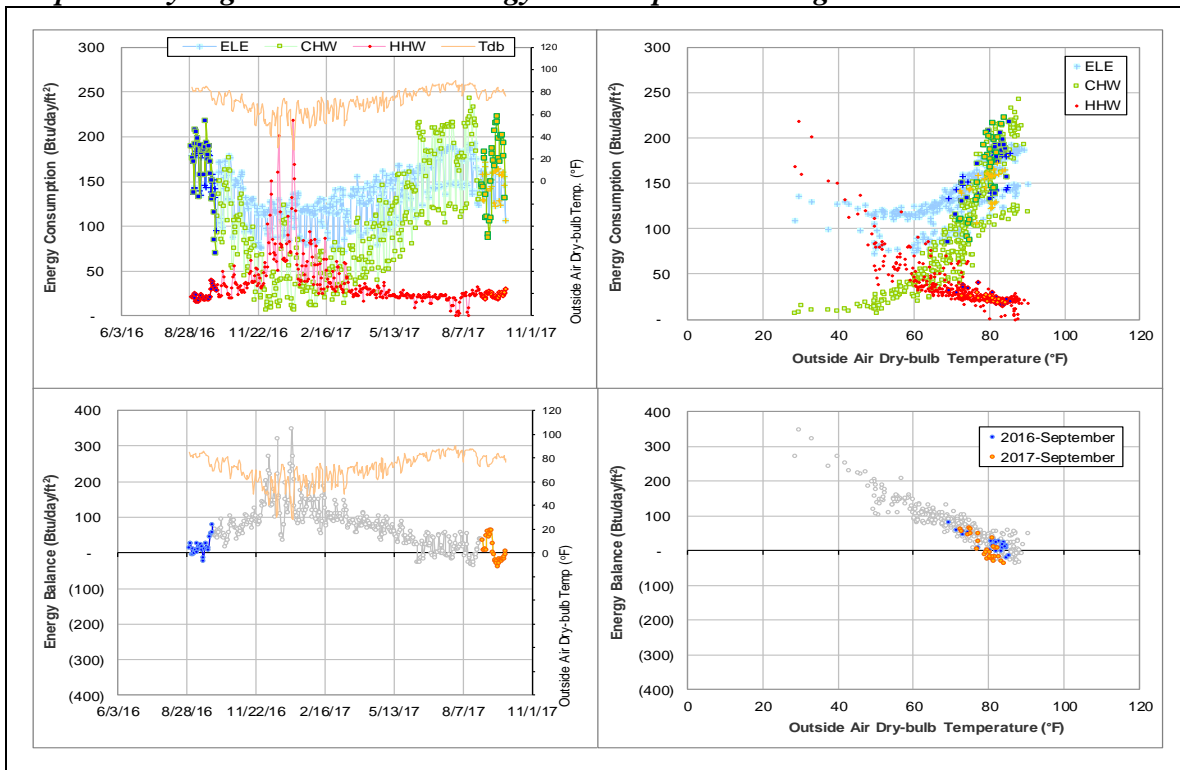 ELE CHW HHW Tdb
Energy Consumption (Btu/day/ft²)
300
250
200
150
100
50
-
120
100
80
60
40
20
0
Outside Air Dry-bulb Temp. (°F)
6/3/16 8/28/16 11/22/16 2/16/17 5/13/17 8/7/17 11/1/17
ELE
CHW
HHW
Energy Consumption (Btu/day/ft²)
300
250
200
150
100
50
-
0 20 40 60 80 100 120
Outside Air Dry-bulb Temperature (°F)
Energy Balance (Btu/day/ft²)
400
300
200
100
-
(100)
(200)
(300)
(400)
120
100
80
60
40
20
0
Outside Air Dry-bulb Temp (°F)
6/3/16 8/28/16 11/22/16 2/16/17 5/13/17 8/7/17 11/1/17
2016-September
2017-September
Energy Balance (Btu/day/ft²)
400
300
200
100
-
(100)
(200)
(300)
(400)
0 20 40 60 80 100 120
Outside Air Dry-bulb Temperature (°F)